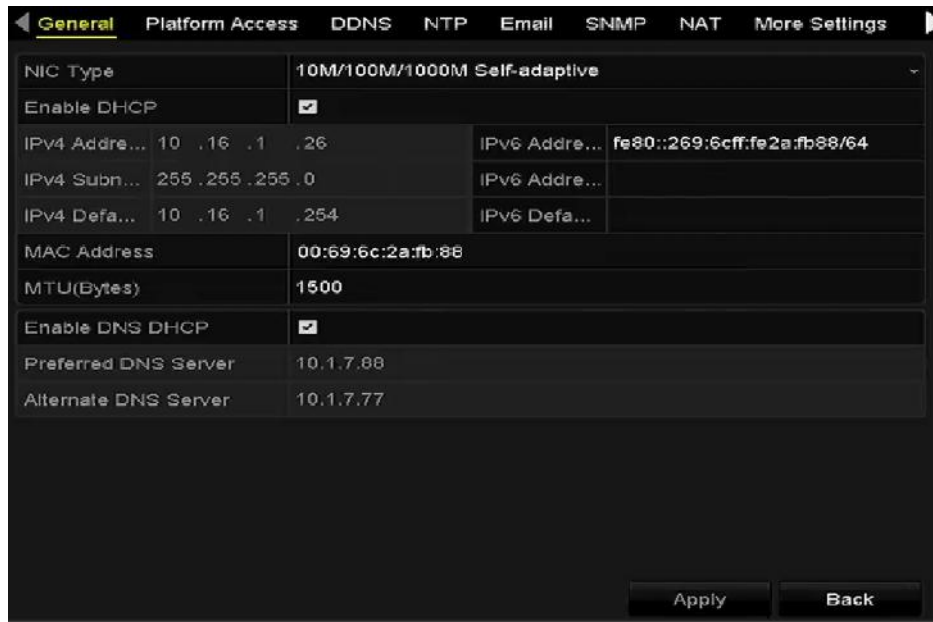 General Platform Access DDNS NTP Email SNMP NAT More Settings
NIC Type 10M/100M/1000M Self-adaptive
Enable DHCP
IPv4 Addre... 10 .16 .1 .26 IPv6 Addre... fe80::269:6cff:fe2a:fb88/64
IPv4 Subn... 255.255.255.0 IPv6 Addre...
IPv4 Defa... 10 .16 .1 .254 IPv6 Defa...
MAC Address 00:69:6c:2a:fb:88
MTU(Bytes) 1500
Enable DNS DHCP
Preferred DNS Server 10.1.7.88
Alternate DNS Server 10.1.7.77
Apply Back